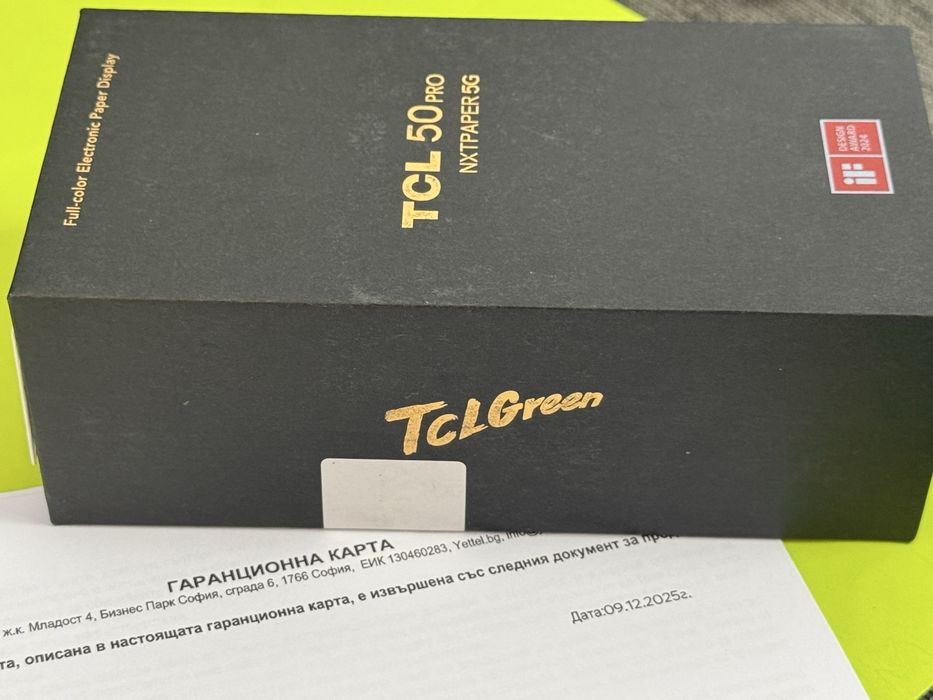 Full-color Electronic Paper Display
TCL 50 PRO
NXTPAPER 5G
iF
DESIGN
AWARD
2024
TCLGreen
ГАРАНЦИОННА КАРТА
ж.к. Младост 4, Бизнес Парк София, сграда 6, 1766 София, ЕИК 130460283, Yettel.bg,
та, описана в настоящата гаранционна карта, е извършена със следния документ за
Дата:09.12.2025г.